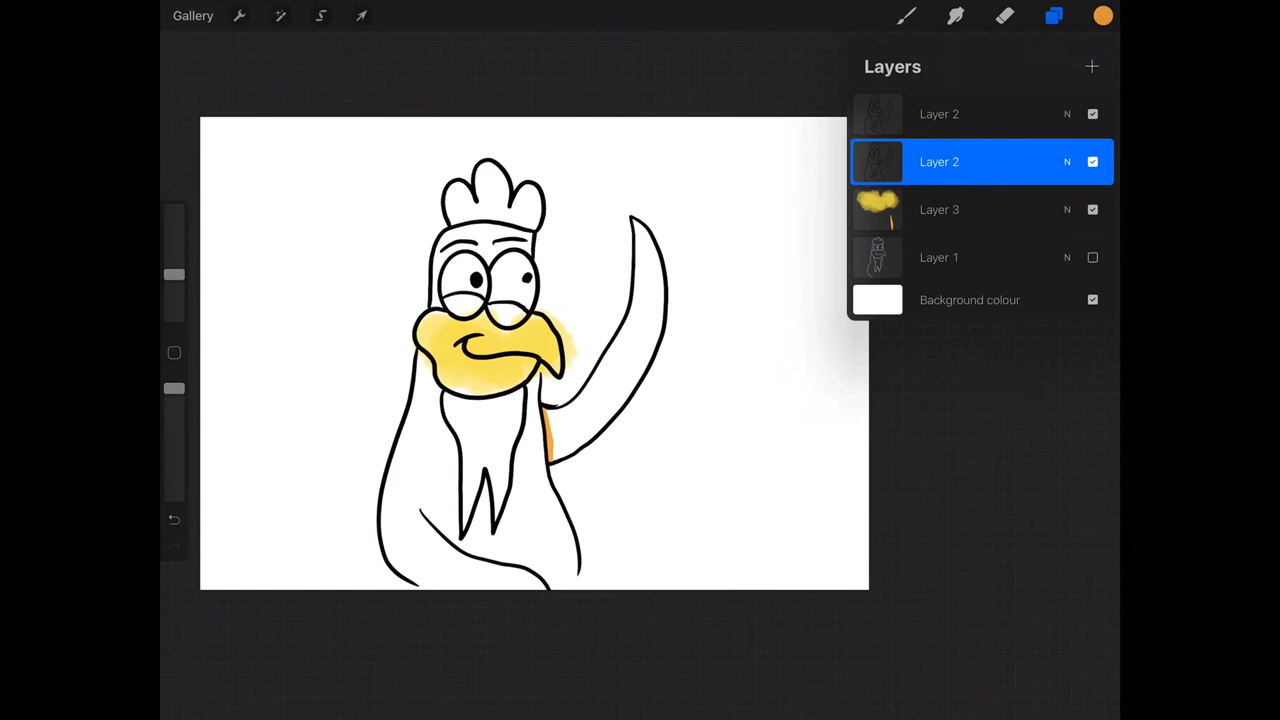 Gallery
Layers
Layer 2 N
Layer 2 N
Layer 3 N
Layer 1 N
Background colour